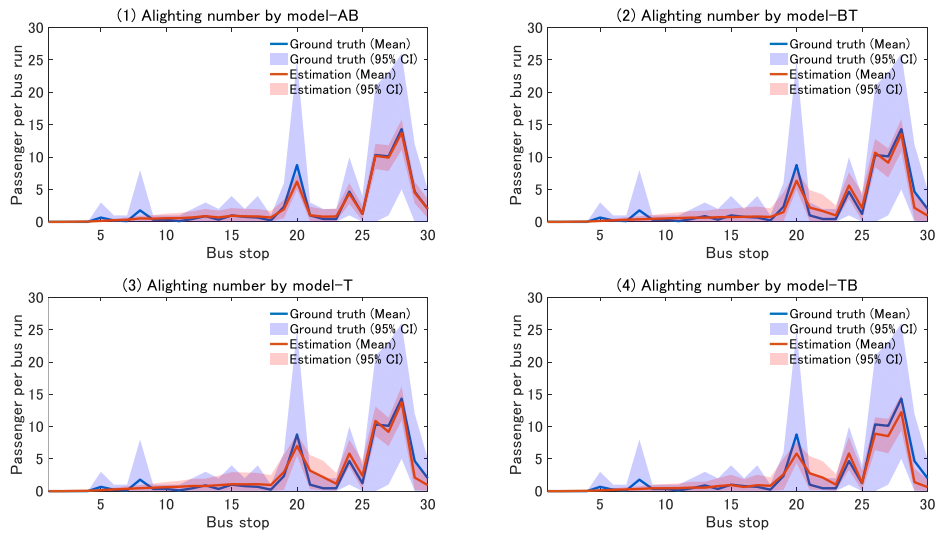 (1) Alighting number by model-AB
Passenger per bus run
30
25
20
15
10
5
0
Ground truth (Mean)
Ground truth (95% CI)
Estimation (Mean)
Estimation (95% CI)
5 10 15 20 25 30
Bus stop
(2) Alighting number by model-BT
Passenger per bus run
30
25
20
15
10
5
0
Ground truth (Mean)
Ground truth (95% CI)
Estimation (Mean)
Estimation (95% CI)
5 10 15 20 25 30
Bus stop
(3) Alighting number by model-T
Passenger per bus run
30
25
20
15
10
5
0
Ground truth (Mean)
Ground truth (95% CI)
Estimation (Mean)
Estimation (95% CI)
5 10 15 20 25 30
Bus stop
(4) Alighting number by model-TB
Passenger per bus run
30
25
20
15
10
5
0
Ground truth (Mean)
Ground truth (95% CI)
Estimation (Mean)
Estimation (95% CI)
5 10 15 20 25 30
Bus stop